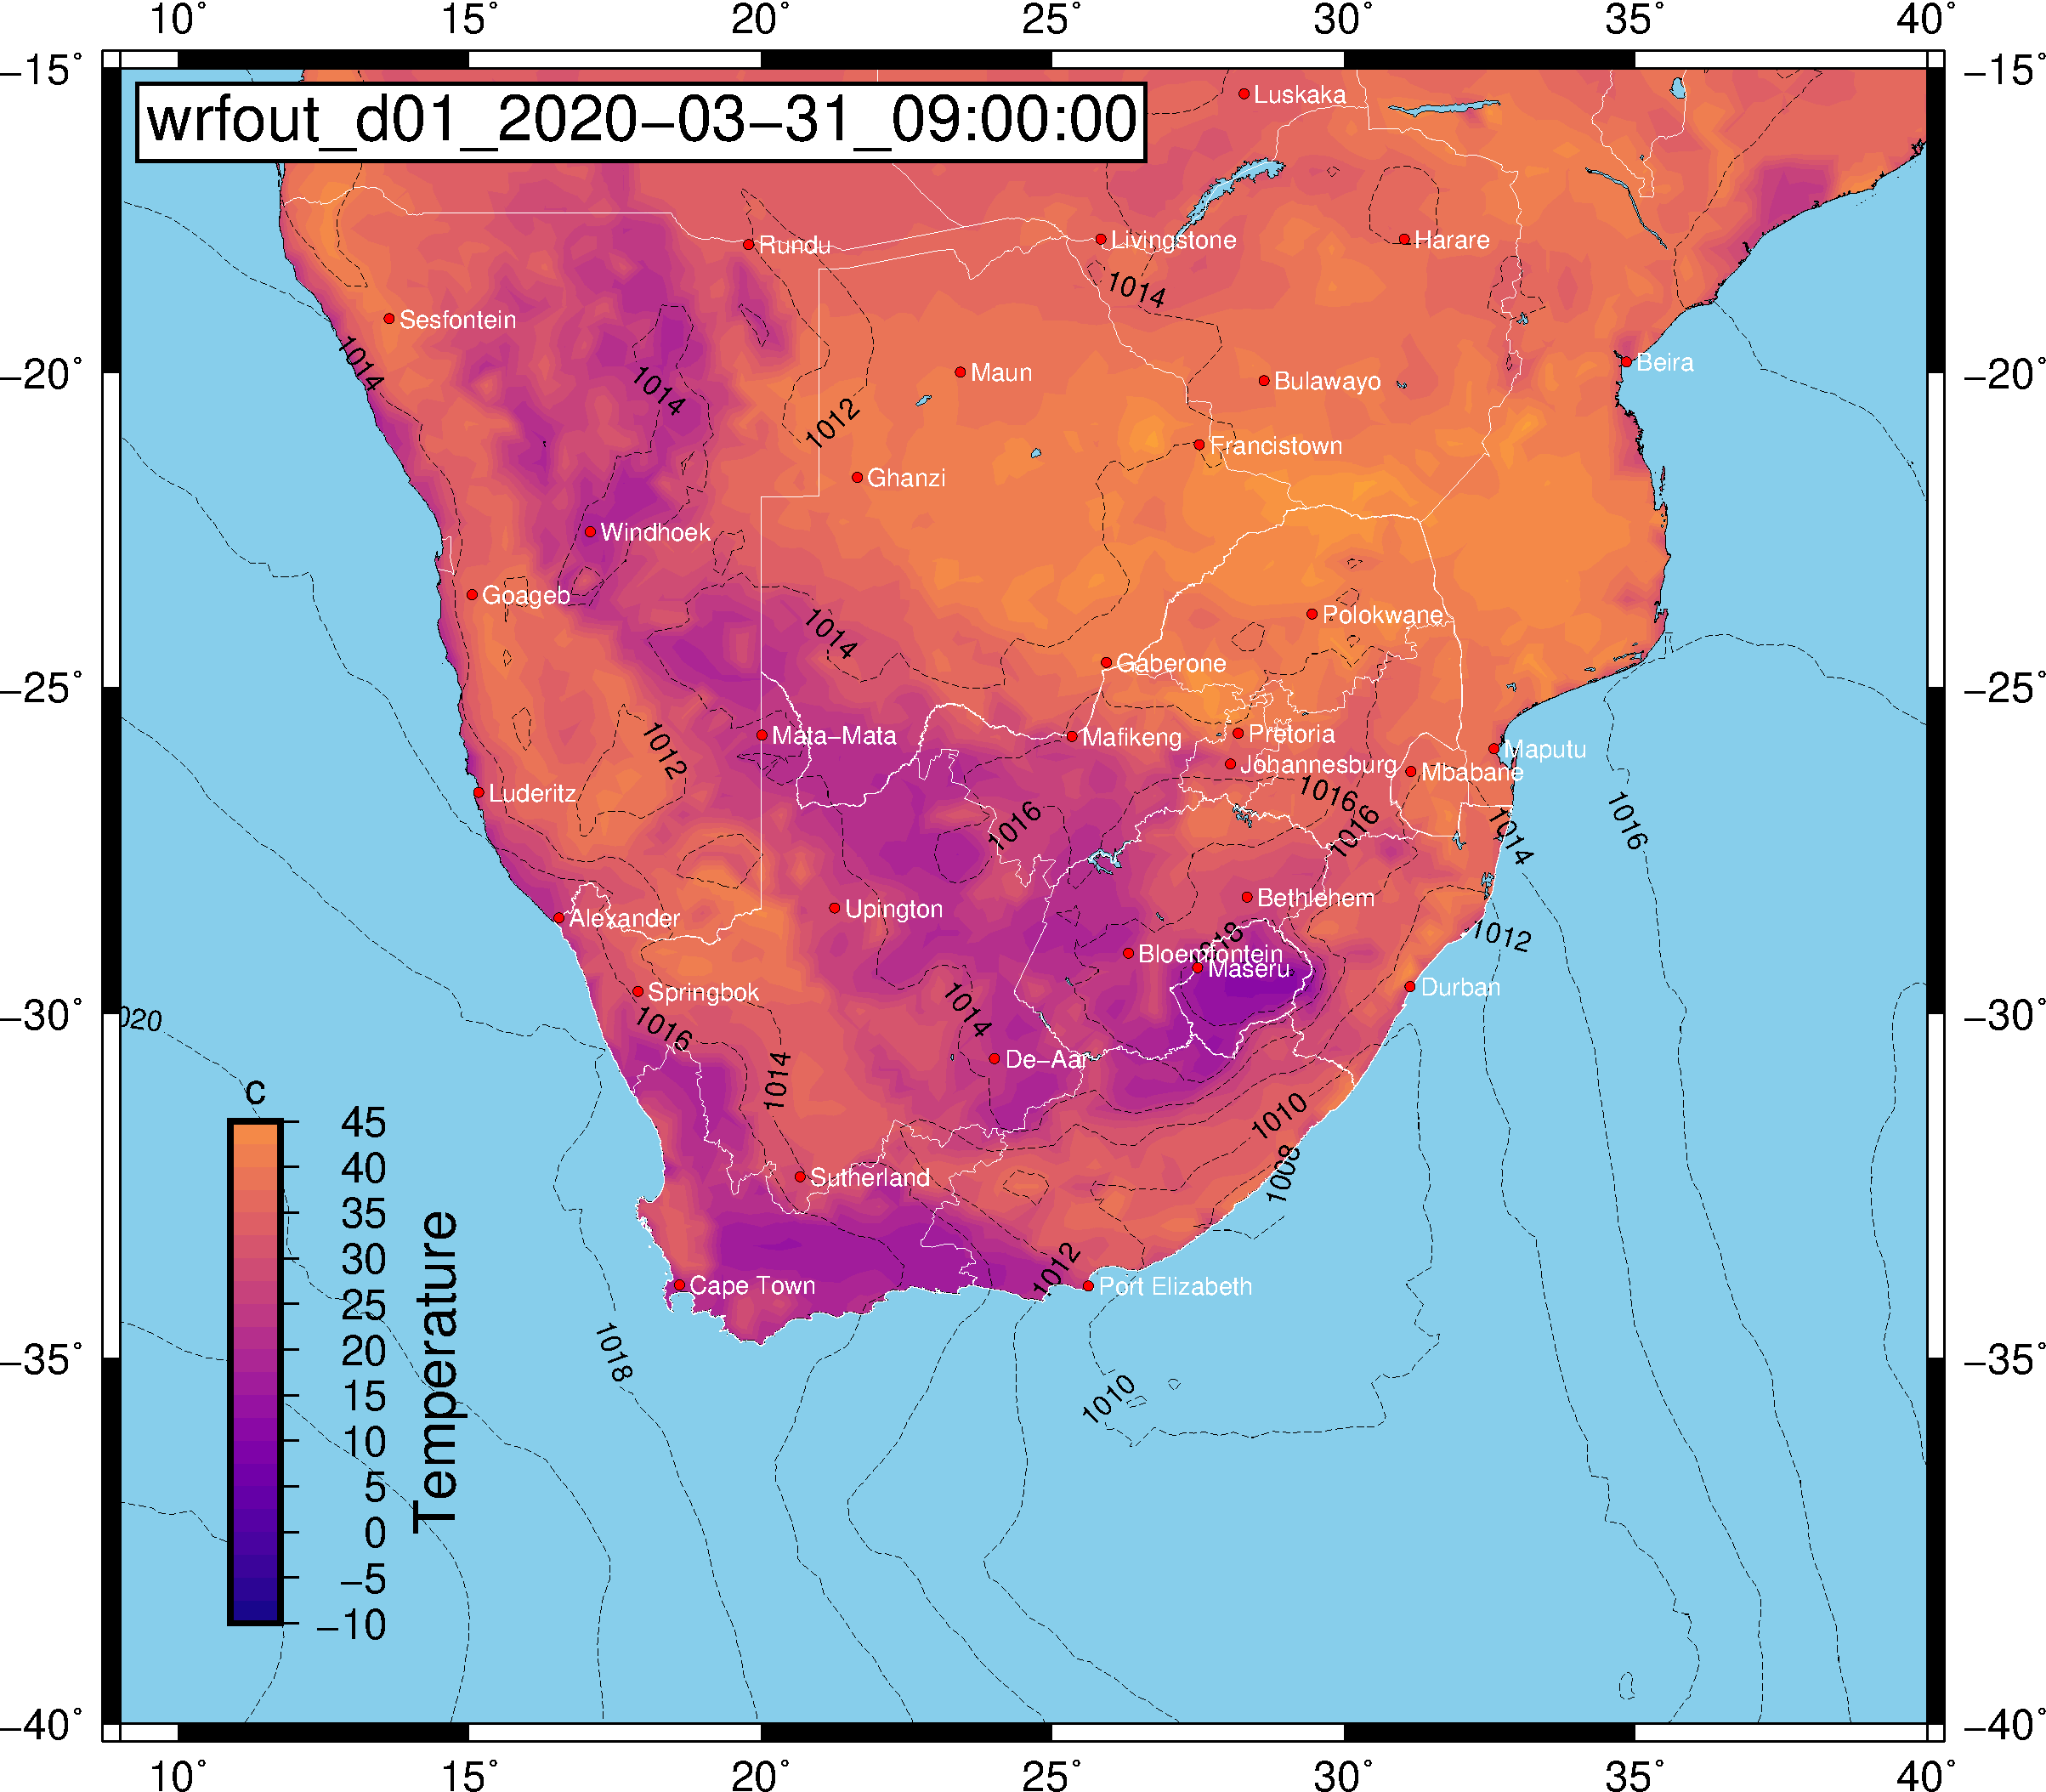 10° 15° 20° 25° 30° 35° 40°
−15° −15°
wrfout_d01_2020−03−31_09:00:00
Luskaka
Rundu
Livingstone
Harare
1014
Sesfontein
1014
Maun
Beira
−20° −20°
1014
Bulawayo
1012
Francistown
Ghanzi
Windhoek
Goageb
Polokwane
1014
Gaberone
−25° −25°
Mata−Mata
Mafikeng
Pretoria
Maputu
1012
Johannesburg
Mbabane
Luderitz
1016
1016
1016
1014
1016
Bethlehem
Upington
Alexander
1018
1012
Bloemfontein
Maseru
Springbok
Durban
1014
−30° 020 −30°
1016
De−Aar
1014
1010
1008
Sutherland
1012
Cape Town
Port Elizabeth
1018
1010
−35° −35°
c
45
40
35
30
25
20
15
10
5
0
−5
−10
Temperature
−40° −40°
10° 15° 20° 25° 30° 35° 40°